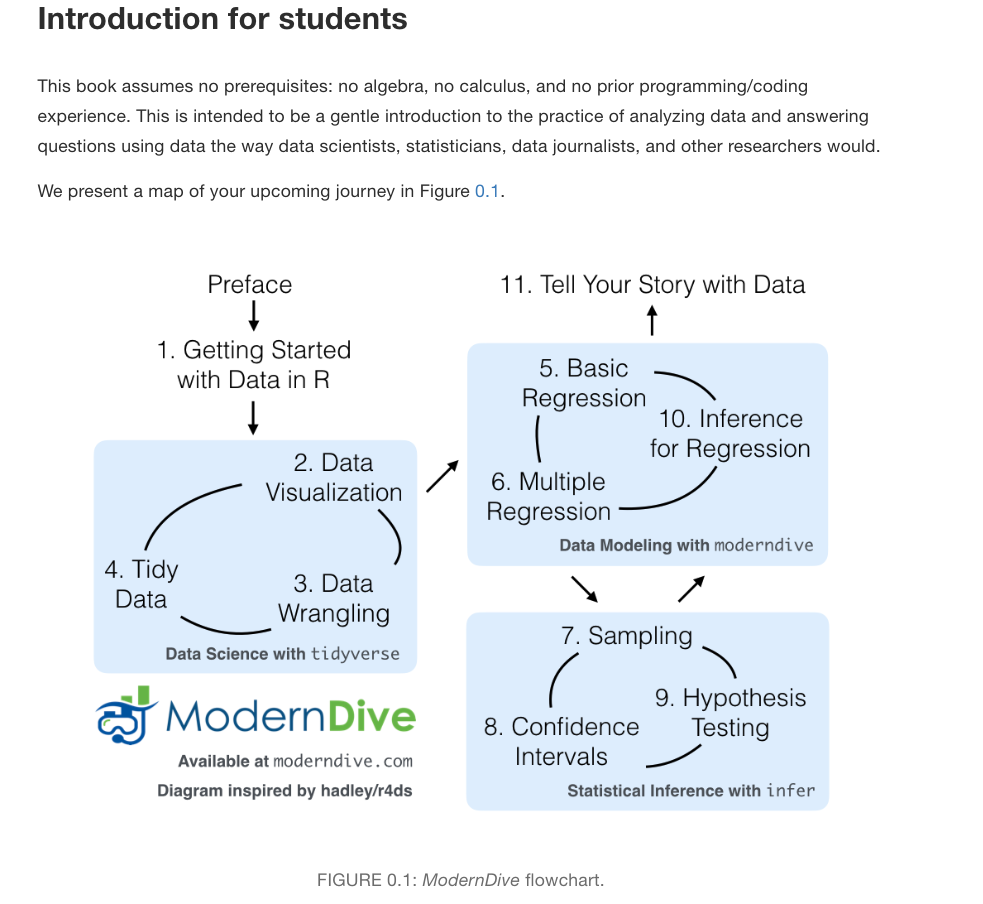 Introduction for students
This book assumes no prerequisites: no algebra, no calculus, and no prior programming/coding
experience. This is intended to be a gentle introduction to the practice of analyzing data and answering
questions using data the way data scientists, statisticians, data journalists, and other researchers would.
We present a map of your upcoming journey in Figure 0.1.
Preface
1. Getting Started
with Data in R
2. Data
Visualization
4. Tidy
Data
3. Data
Wrangling
Data Science with tidyverse
11. Tell Your Story with Data
5. Basic
Regression
10. Inference
for Regression
6. Multiple
Regression
Data Modeling with moderndive
7. Sampling
9. Hypothesis
Testing
8. Confidence
Intervals
Statistical Inference with infer
ModernDive
Available at moderndive.com
Diagram inspired by hadley/r4ds
FIGURE 0.1: ModernDive flowchart.